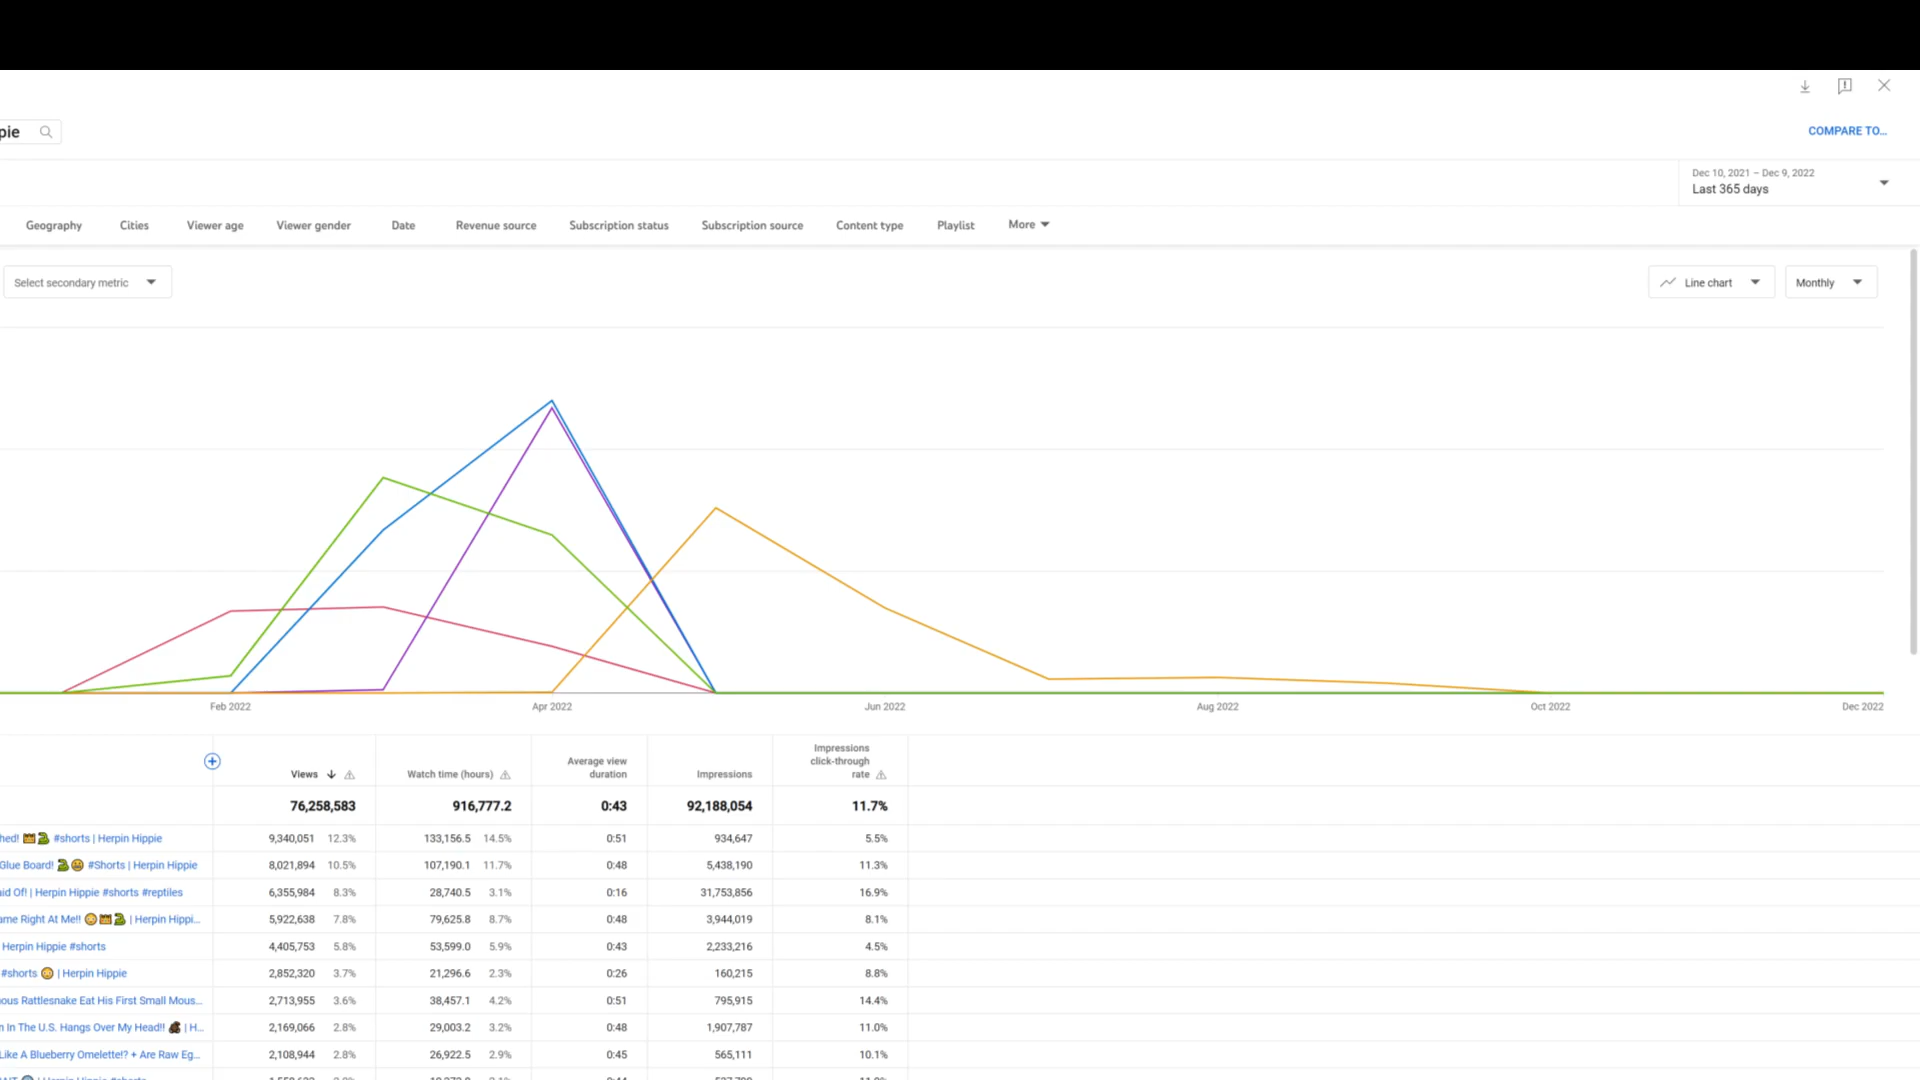 pie
COMPARE TO...
Dec 10, 2021 – Dec 9, 2022
Last 365 days
Geography Cities Viewer age Viewer gender Date Revenue source Subscription status Subscription source Content type Playlist More
Select secondary metric
Line chart Monthly
Feb 2022 Apr 2022 Jun 2022 Aug 2022 Oct 2022 Dec 2022
Views Watch time (hours) Average view duration Impressions Impressions click-through rate
76,258,583 916,777.2 0:43 92,188,054 11.7%
hed! #shorts | Herpin Hippie 9,340,051 12.3% 133,156.5 14.5% 0:51 934,647 5.5%
Glue Board! #Shorts | Herpin Hippie 8,021,894 10.5% 107,190.1 11.7% 0:48 5,438,190 11.3%
aid Of! | Herpin Hippie #shorts #reptiles 6,355,984 8.3% 28,740.5 3.1% 0:16 31,753,856 16.9%
ame Right At Me!! | Herpin Hippi... 5,922,638 7.8% 79,625.8 8.7% 0:48 3,944,019 8.1%
Herpin Hippie #shorts 4,405,753 5.8% 53,599.0 5.9% 0:43 2,233,216 4.5%
#shorts | Herpin Hippie 2,852,320 3.7% 21,296.6 2.3% 0:26 160,215 8.8%
ous Rattlesnake Eat His First Small Mous... 2,713,955 3.6% 38,457.1 4.2% 0:51 795,915 14.4%
n In The U.S. Hangs Over My Head!! | H... 2,169,066 2.8% 29,003.2 3.2% 0:48 1,907,787 11.0%
Like A Blueberry Omelette!? + Are Raw Eg... 2,108,944 2.8% 26,922.5 2.9% 0:45 565,111 10.1%